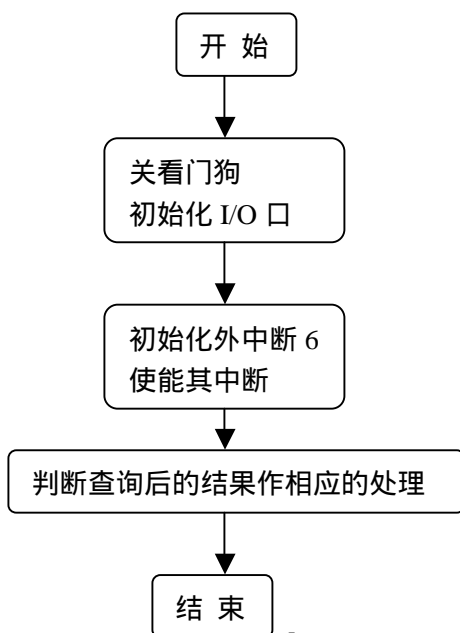 开 始
关看门狗
初始化 I/O 口
初始化外中断 6
使能其中断
判断查询后的结果作相应的处理
结 束